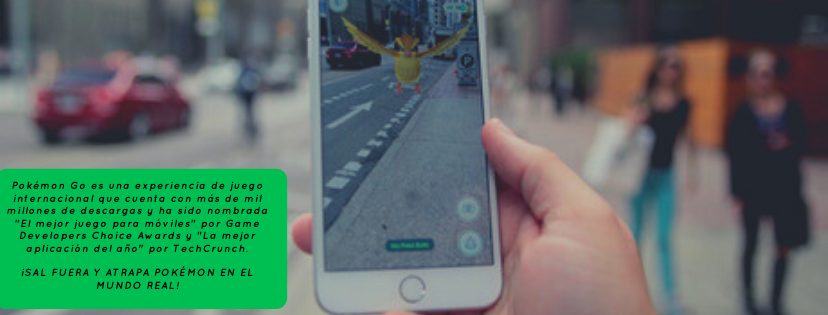 Pokémon Go es una experiencia de juego
internacional que cuenta con más de mil
millones de descargas y ha sido nombrada
"El mejor juego para móviles" por Game
Developers Choice Awards y "La mejor
aplicación del año" por TechCrunch.
¡SAL FUERA Y ATRAPA POKÉMON EN EL
MUNDO REAL!